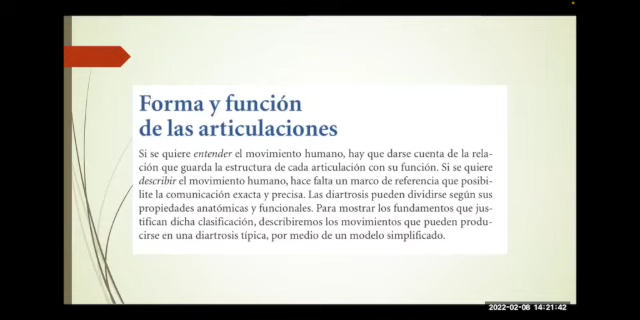 Forma y función
de las articulaciones
Si se quiere entender el movimiento humano, hay que darse cuenta de la rela-
ción que guarda la estructura de cada articulación con su función. Si se quiere
describir el movimiento humano, hace falta un marco de referencia que posibi-
lite la comunicación exacta y precisa. Las diartrosis pueden dividirse según sus
propiedades anatómicas y funcionales. Para mostrar los fundamentos que jus-
tifican dicha clasificación, describiremos los movimientos que pueden produ-
cirse en una diartrosis típica, por medio de un modelo simplificado.
2022-02-08 14:21:42